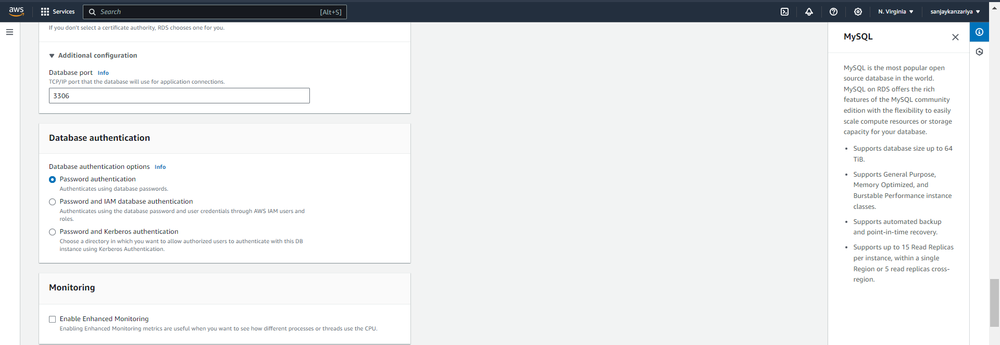 aws
Services
Search
[Alt+S]
N. Virginia
sanjaykanzariya
If you don't select a certificate authority, RDS chooses one for you.
Additional configuration
Database port Info
TCP/IP port that the database will use for application connections.
3306
Database authentication
Database authentication options Info
Password authentication
Authenticates using database passwords.
Password and IAM database authentication
Authenticates using the database password and user credentials through AWS IAM users and
roles.
Password and Kerberos authentication
Choose a directory in which you want to allow authorized users to authenticate with this DB
instance using Kerberos Authentication.
Monitoring
Enable Enhanced Monitoring
Enabling Enhanced Monitoring metrics are useful when you want to see how different processes or threads use the CPU.
MySQL
MySQL is the most popular open
source database in the world.
MySQL on RDS offers the rich
features of the MySQL community
edition with the flexibility to easily
scale compute resources or storage
capacity for your database.
• Supports database size up to 64
TiB.
• Supports General Purpose,
Memory Optimized, and
Burstable Performance instance
classes.
• Supports automated backup
and point-in-time recovery.
• Supports up to 15 Read Replicas
per instance, within a single
Region or 5 read replicas cross-
region.